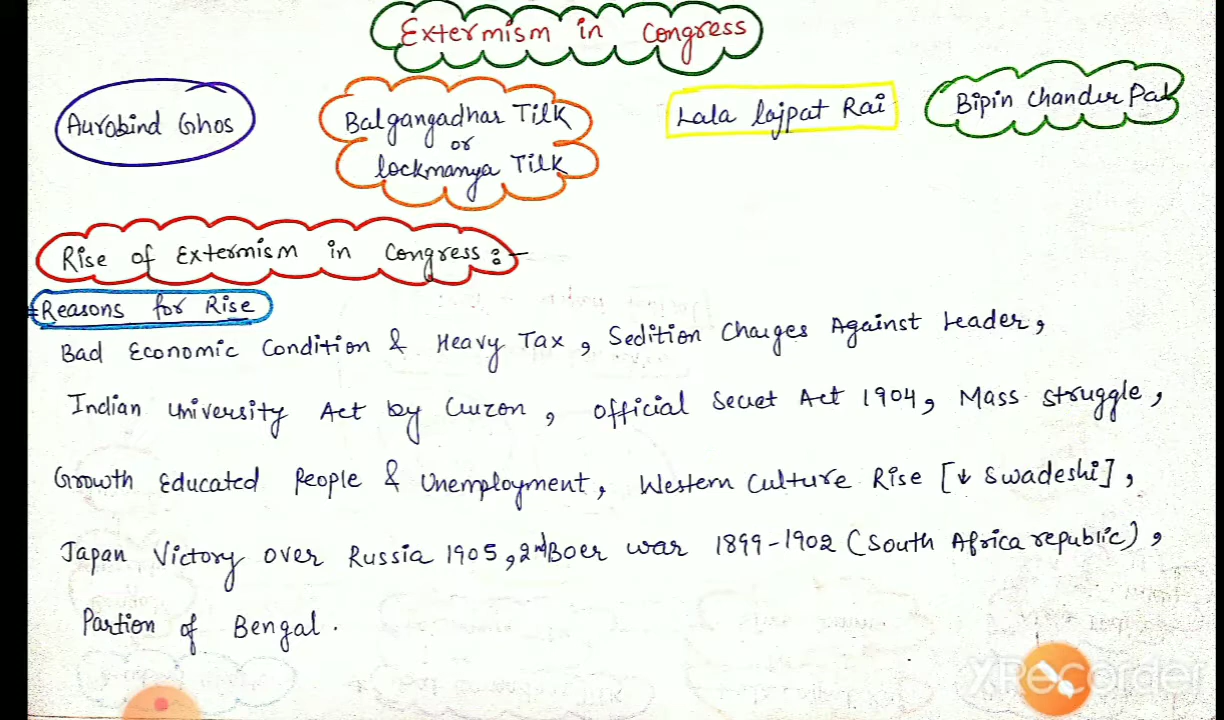 Extermism in Congress
Aurobind Ghos
Balgangadhar Tilk
or
lockmanya Tilk
Lala lajpat Rai
Bipin Chander Pal
Rise of Extermism in Congress :-
Reasons for Rise
Bad Economic Condition & Heavy Tax, Sedition Charges Against Leader,
Indian University Act by Curzon, Official Secret Act 1904, Mass struggle,
Growth Educated People & Unemployment, Western Culture Rise [↓ Swadeshi],
Japan Victory over Russia 1905, 2nd Boer war 1899-1902 (South Africa republic),
Partion of Bengal.
XRecorder